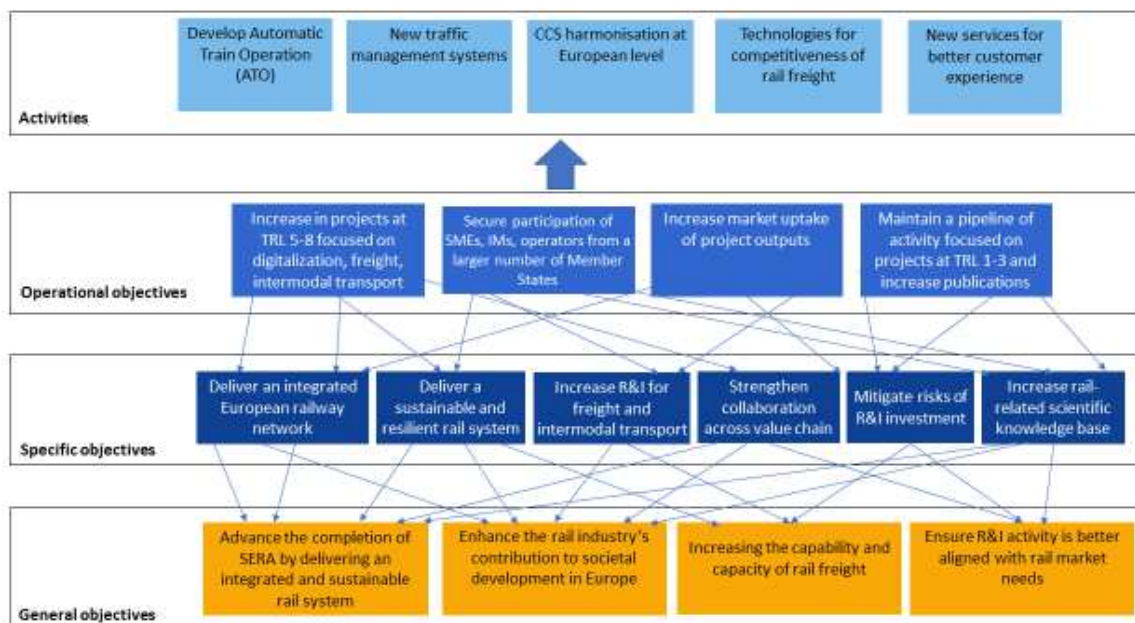 Develop Automatic
Train Operation
(ATO)
New traffic
management systems
CCS harmonisation at
European level
Technologies for
competitiveness of
rail freight
New services for
better customer
experience
Activities
Increase in projects at
TRL 5-8 focused on
digitalization, freight,
intermodal transport
Secure participation of
SMEs, IMs, operators from a
larger number of Member
States
Increase market uptake
of project outputs
Maintain a pipeline of
activity focused on
projects at TRL 1-3 and
increase publications
Operational objectives
Deliver an integrated
European railway
network
Deliver a
sustainable and
resilient rail system
Increase R&I for
freight and
intermodal transport
Strengthen
collaboration
across value chain
Mitigate risks of
R&I investment
Increase rail-
related scientific
knowledge base
Specific objectives
Advance the completion of
SERA by delivering an
integrated and sustainable
rail system
Enhance the rail industry's
contribution to societal
development in Europe
Increasing the capability and
capacity of rail freight
Ensure R&I activity is better
aligned with rail market
needs
General objectives